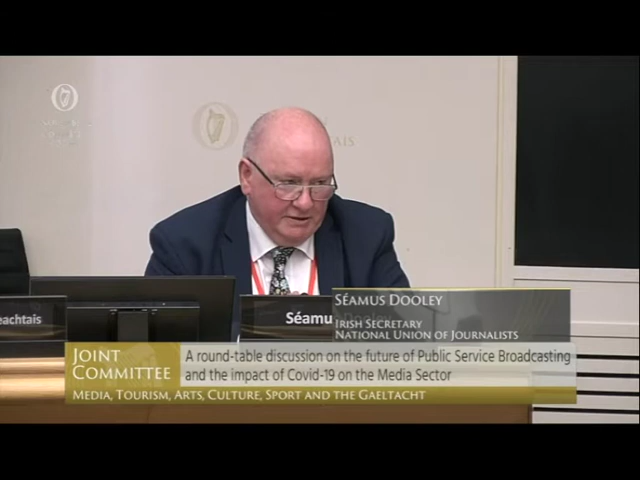 SÉAMUS DOOLEY
IRISH SECRETARY
NATIONAL UNION OF JOURNALISTS
eachtais
Séamu
JOINT
COMMITTEE
A round-table discussion on the future of Public Service Broadcasting
and the impact of Covid-19 on the Media Sector
MEDIA, TOURISM, ARTS, CULTURE, SPORT AND THE GAELTACHT